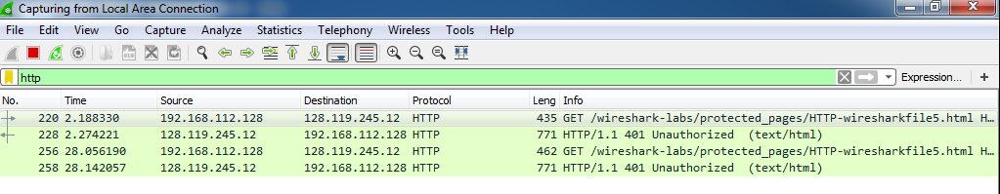 Capturing from Local Area Connection
File Edit View Go Capture Analyze Statistics Telephony Wireless Tools Help
http Expression... +
No. Time Source Destination Protocol Leng Info
220 2.188330 192.168.112.128 128.119.245.12 HTTP 435 GET /wireshark-labs/protected_pages/HTTP-wiresharkfile5.html H…
228 2.274221 128.119.245.12 192.168.112.128 HTTP 771 HTTP/1.1 401 Unauthorized (text/html)
256 28.056190 192.168.112.128 128.119.245.12 HTTP 462 GET /wireshark-labs/protected_pages/HTTP-wiresharkfile5.html H…
258 28.142057 128.119.245.12 192.168.112.128 HTTP 771 HTTP/1.1 401 Unauthorized (text/html)